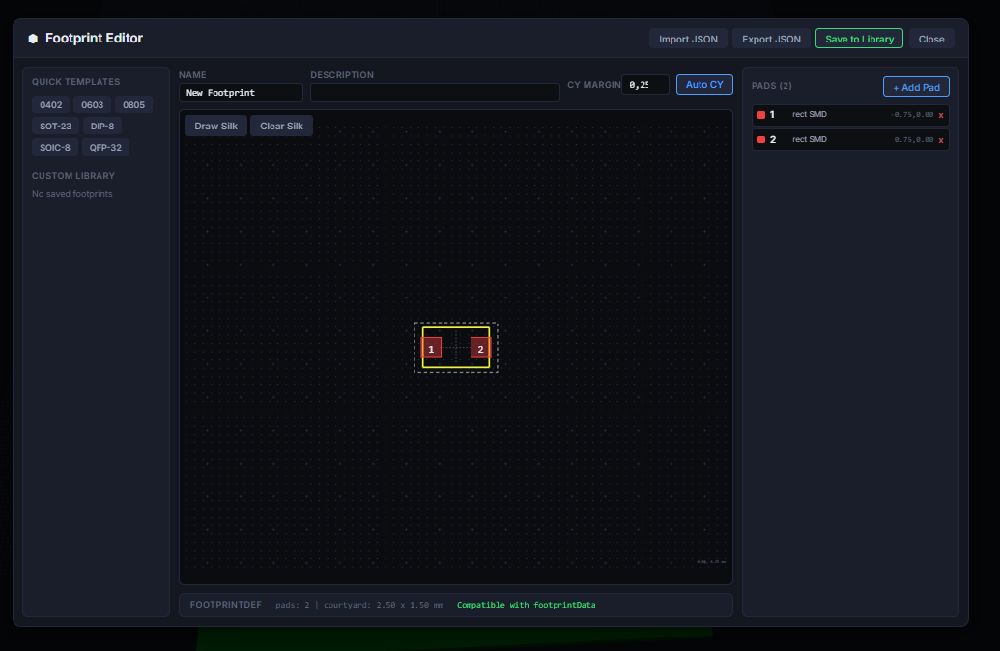 Footprint Editor
Import JSON
Export JSON
Save to Library
Close
QUICK TEMPLATES
0402
0603
0805
SOT-23
DIP-8
SOIC-8
QFP-32
CUSTOM LIBRARY
No saved footprints
NAME
New Footprint
DESCRIPTION
CY MARGIN
0,25
Auto CY
Draw Silk
Clear Silk
1
2
FOOTPRINTDEF
pads: 2 | courtyard: 2.50 x 1.50 mm
Compatible with footprintData
PADS (2)
+ Add Pad
1 rect SMD -0.75,0.00 x
2 rect SMD 0.75,0.00 x